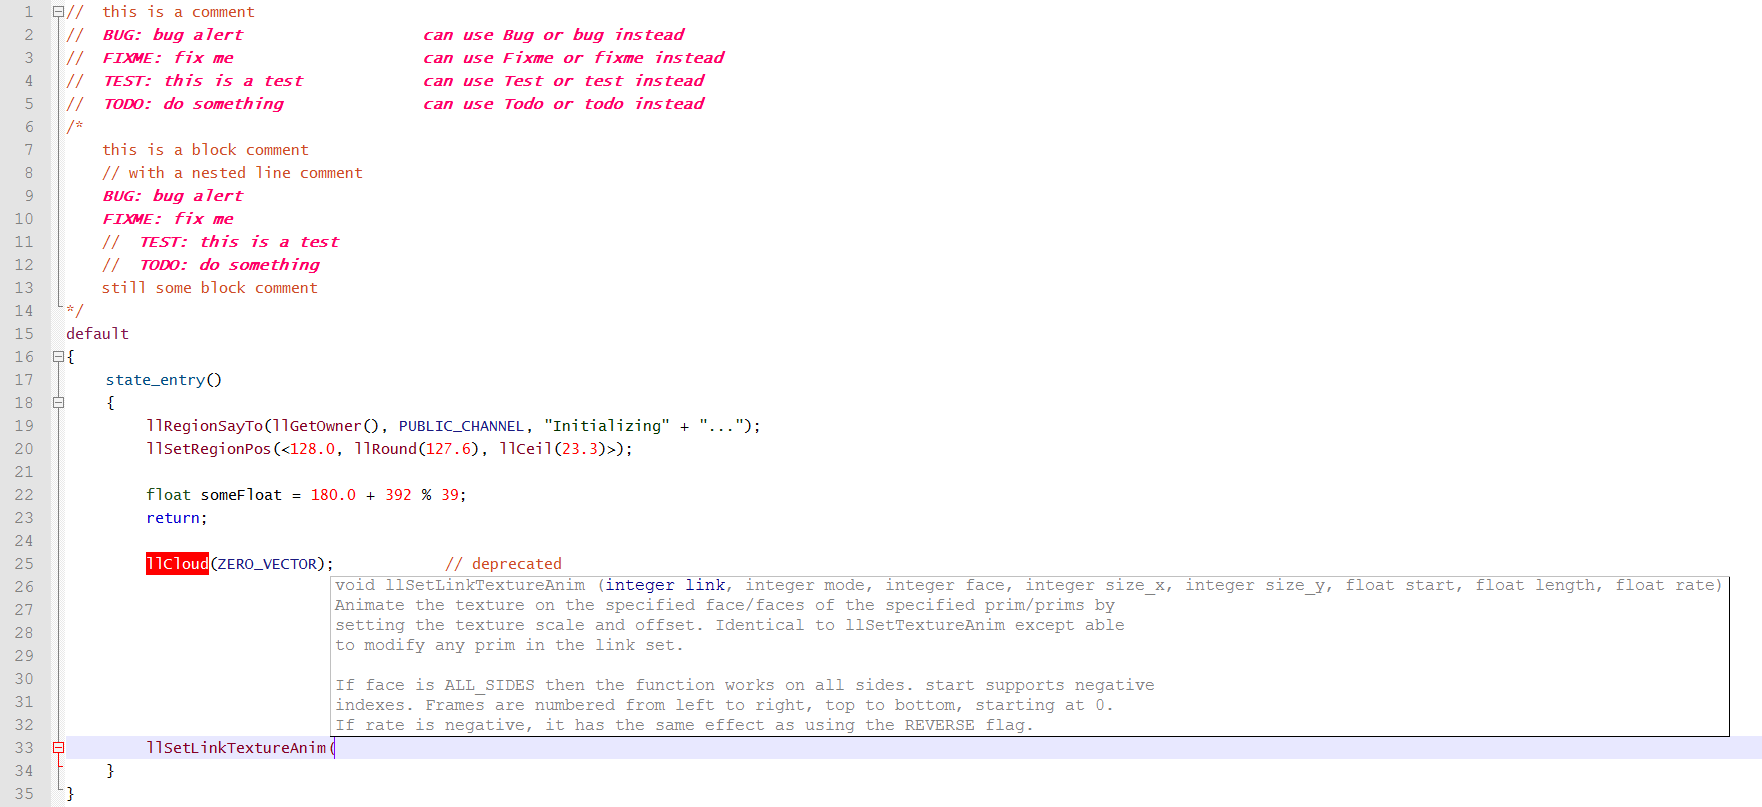 1 // this is a comment
2 // BUG: bug alert can use Bug or bug instead
3 // FIXME: fix me can use Fixme or fixme instead
4 // TEST: this is a test can use Test or test instead
5 // TODO: do something can use Todo or todo instead
6 /*
7 this is a block comment
8 // with a nested line comment
9 BUG: bug alert
10 FIXME: fix me
11 // TEST: this is a test
12 // TODO: do something
13 still some block comment
14 */
15 default
16 {
17 state_entry()
18 {
19 llRegionSayTo(llGetOwner(), PUBLIC_CHANNEL, "Initializing" + "...");
20 llSetRegionPos(<128.0, llRound(127.6), llCeil(23.3)>);
21
22 float someFloat = 180.0 + 392 % 39;
23 return;
24
25 llCloud(ZERO_VECTOR); // deprecated
26 void llSetLinkTextureAnim (integer link, integer mode, integer face, integer size_x, integer size_y, float start, float length, float rate)
27 Animate the texture on the specified face/faces of the specified prim/prims by
28 setting the texture scale and offset. Identical to llSetTextureAnim except able
29 to modify any prim in the link set.
30 If face is ALL_SIDES then the function works on all sides. start supports negative
31 indexes. Frames are numbered from left to right, top to bottom, starting at 0.
32 If rate is negative, it has the same effect as using the REVERSE flag.
33 llSetLinkTextureAnim(
34 }
35 }